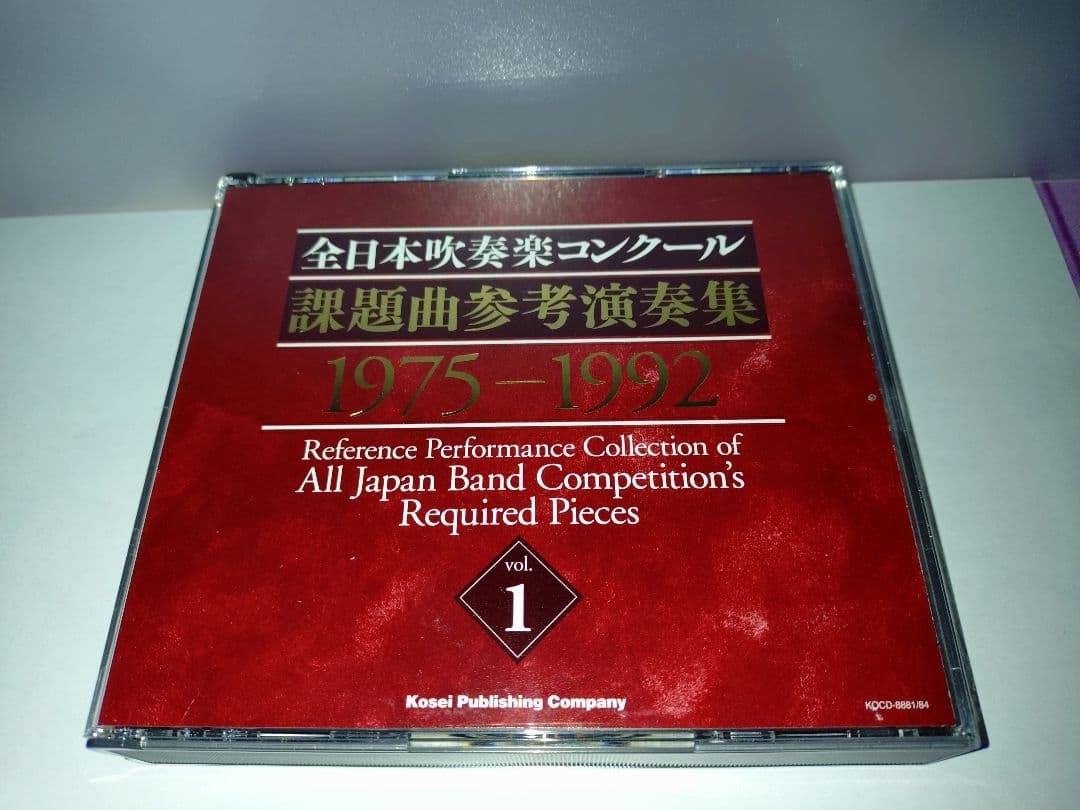 全日本吹奏楽コンクール
課題曲参考演奏集
1975－1992
Reference Performance Collection of
All Japan Band Competition's
Required Pieces
vol.
1
Kosei Publishing Company
KOCD-8881/84